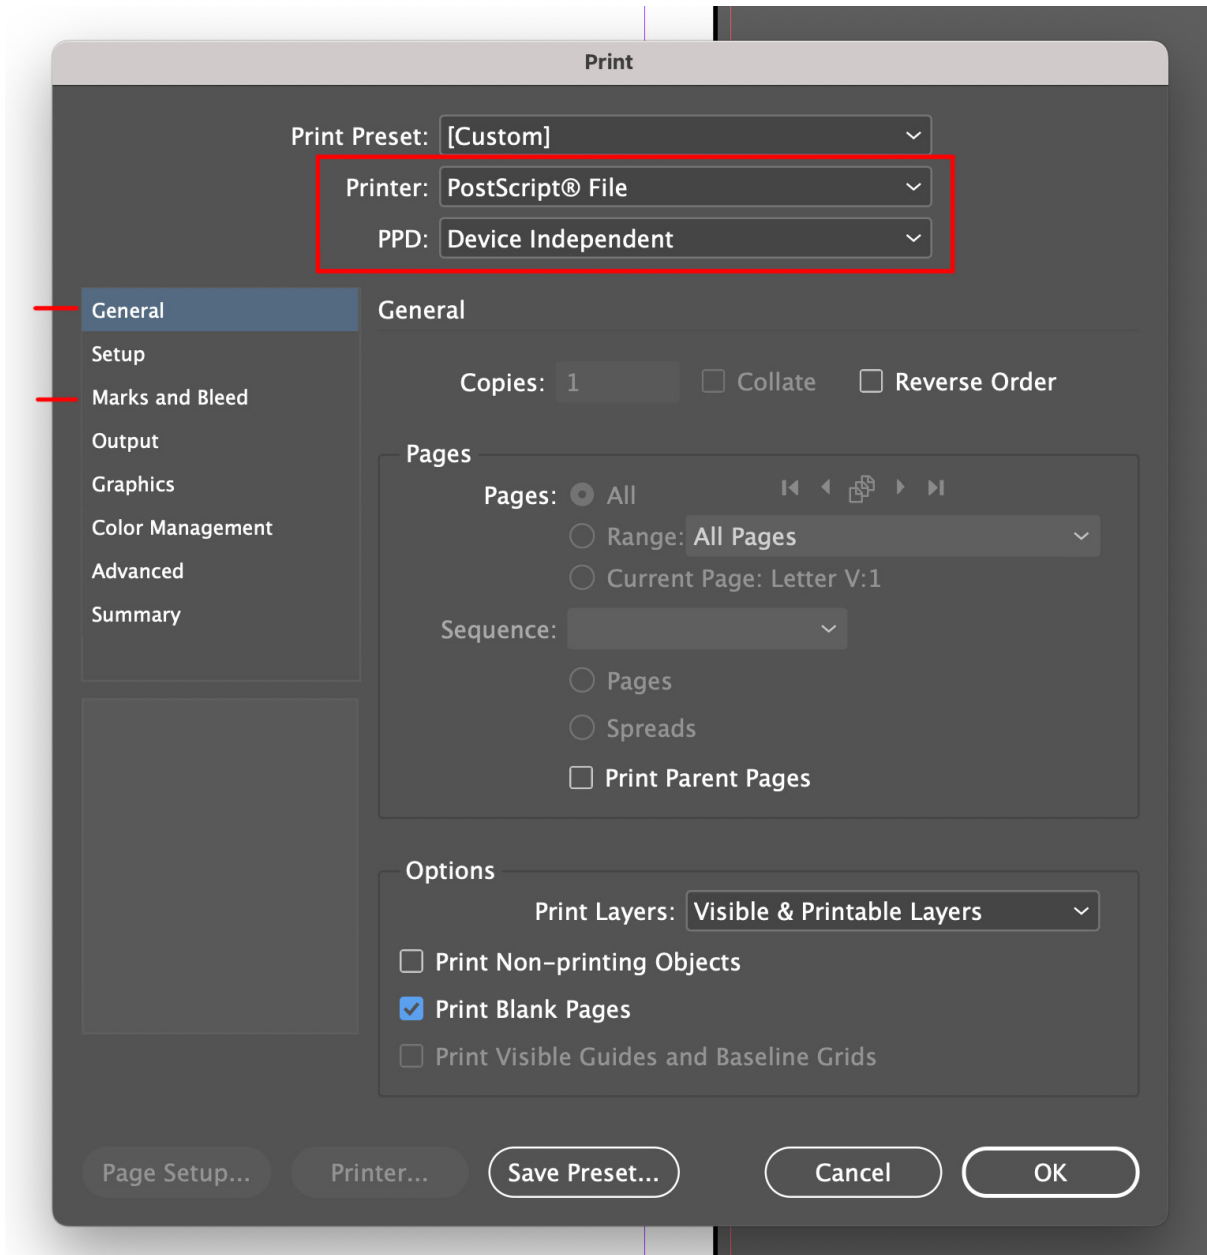 Print
Print Preset: [Custom]
Printer: PostScript® File
PPD: Device Independent
General
Setup
Marks and Bleed
Output
Graphics
Color Management
Advanced
Summary
General
Copies: 1 Collate Reverse Order
Pages
Pages: All
Range: All Pages
Current Page: Letter V:1
Sequence:
Pages
Spreads
Print Parent Pages
Options
Print Layers: Visible & Printable Layers
Print Non-printing Objects
Print Blank Pages
Print Visible Guides and Baseline Grids
Page Setup... Printer... Save Preset... Cancel OK